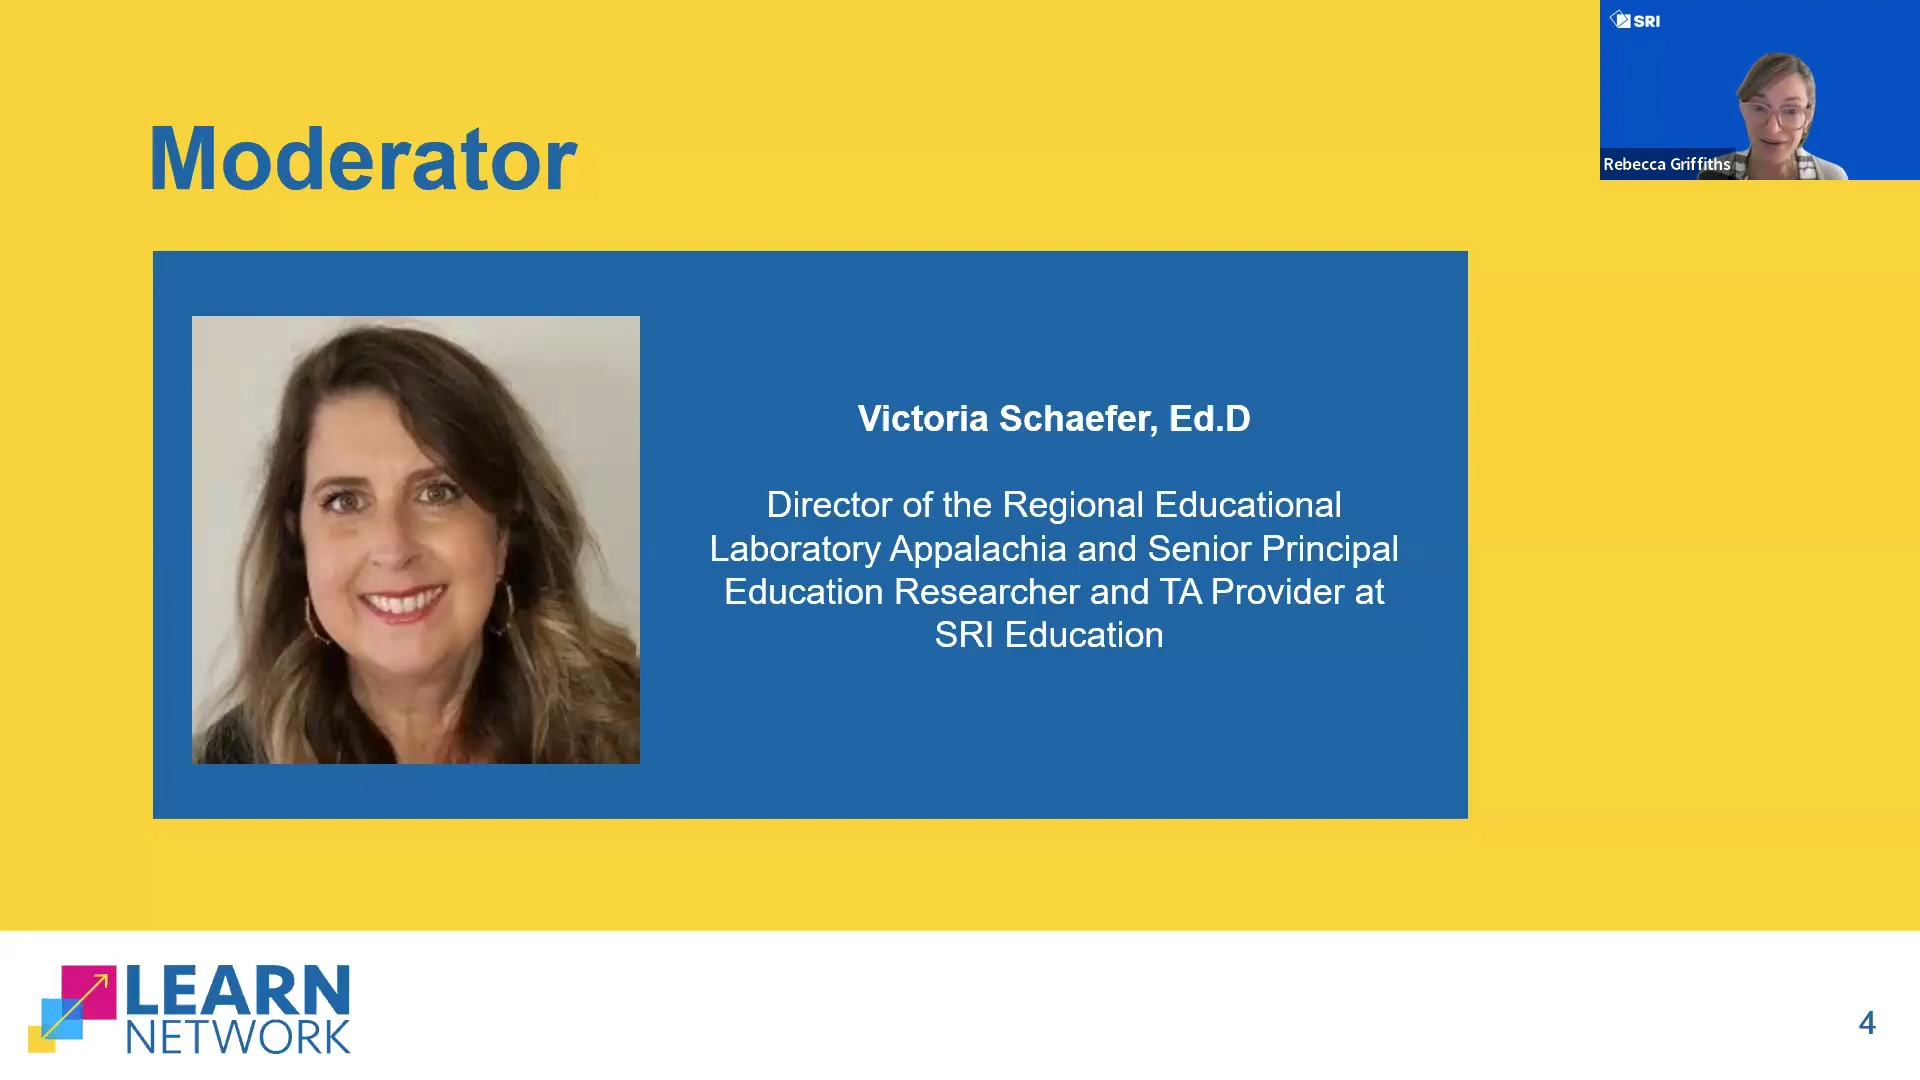 SRI
Rebecca Griffiths
Moderator
Victoria Schaefer, Ed.D
Director of the Regional Educational
Laboratory Appalachia and Senior Principal
Education Researcher and TA Provider at
SRI Education
LEARN
NETWORK
4